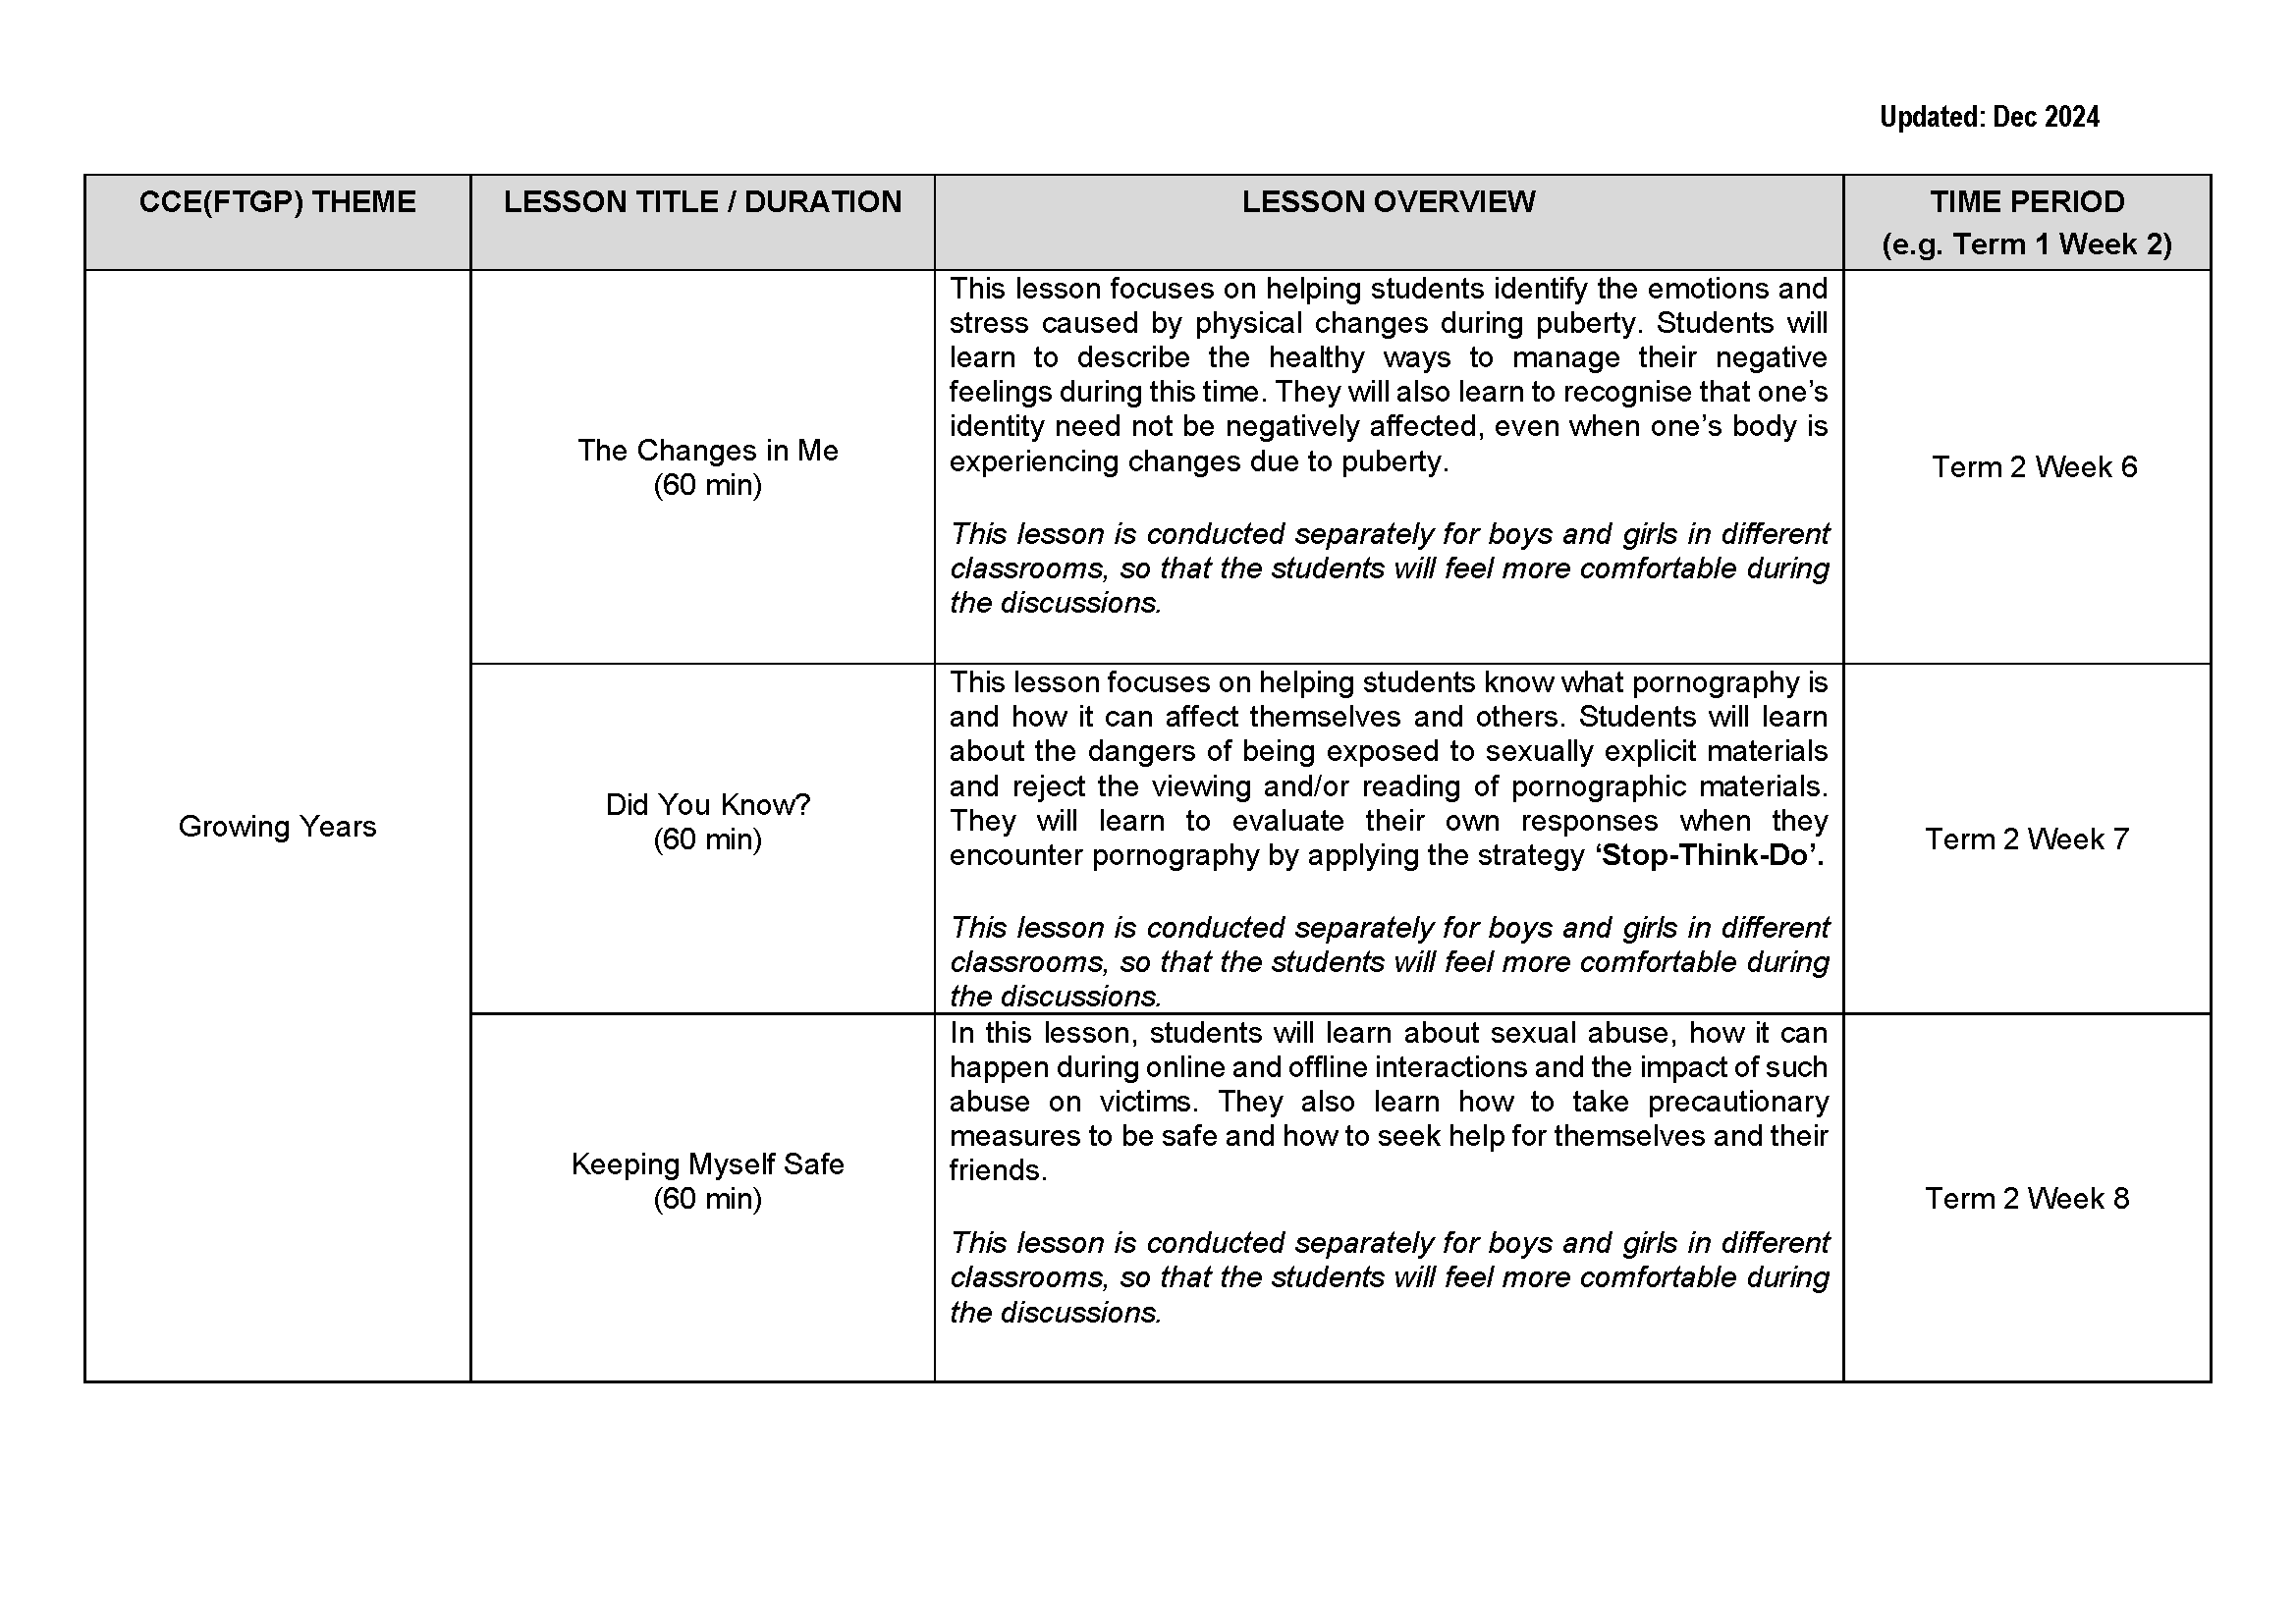 Updated: Dec 2024
CCE(FTGP) THEME
LESSON TITLE / DURATION
LESSON OVERVIEW
TIME PERIOD
(e.g. Term 1 Week 2)
Growing Years
The Changes in Me
(60 min)
This lesson focuses on helping students identify the emotions and
stress caused by physical changes during puberty. Students will
learn to describe the healthy ways to manage their negative
feelings during this time. They will also learn to recognise that one’s
identity need not be negatively affected, even when one’s body is
experiencing changes due to puberty.
This lesson is conducted separately for boys and girls in different
classrooms, so that the students will feel more comfortable during
the discussions.
Term 2 Week 6
Did You Know?
(60 min)
This lesson focuses on helping students know what pornography is
and how it can affect themselves and others. Students will learn
about the dangers of being exposed to sexually explicit materials
and reject the viewing and/or reading of pornographic materials.
They will learn to evaluate their own responses when they
encounter pornography by applying the strategy ‘Stop-Think-Do’.
This lesson is conducted separately for boys and girls in different
classrooms, so that the students will feel more comfortable during
the discussions.
Term 2 Week 7
Keeping Myself Safe
(60 min)
In this lesson, students will learn about sexual abuse, how it can
happen during online and offline interactions and the impact of such
abuse on victims. They also learn how to take precautionary
measures to be safe and how to seek help for themselves and their
friends.
This lesson is conducted separately for boys and girls in different
classrooms, so that the students will feel more comfortable during
the discussions.
Term 2 Week 8